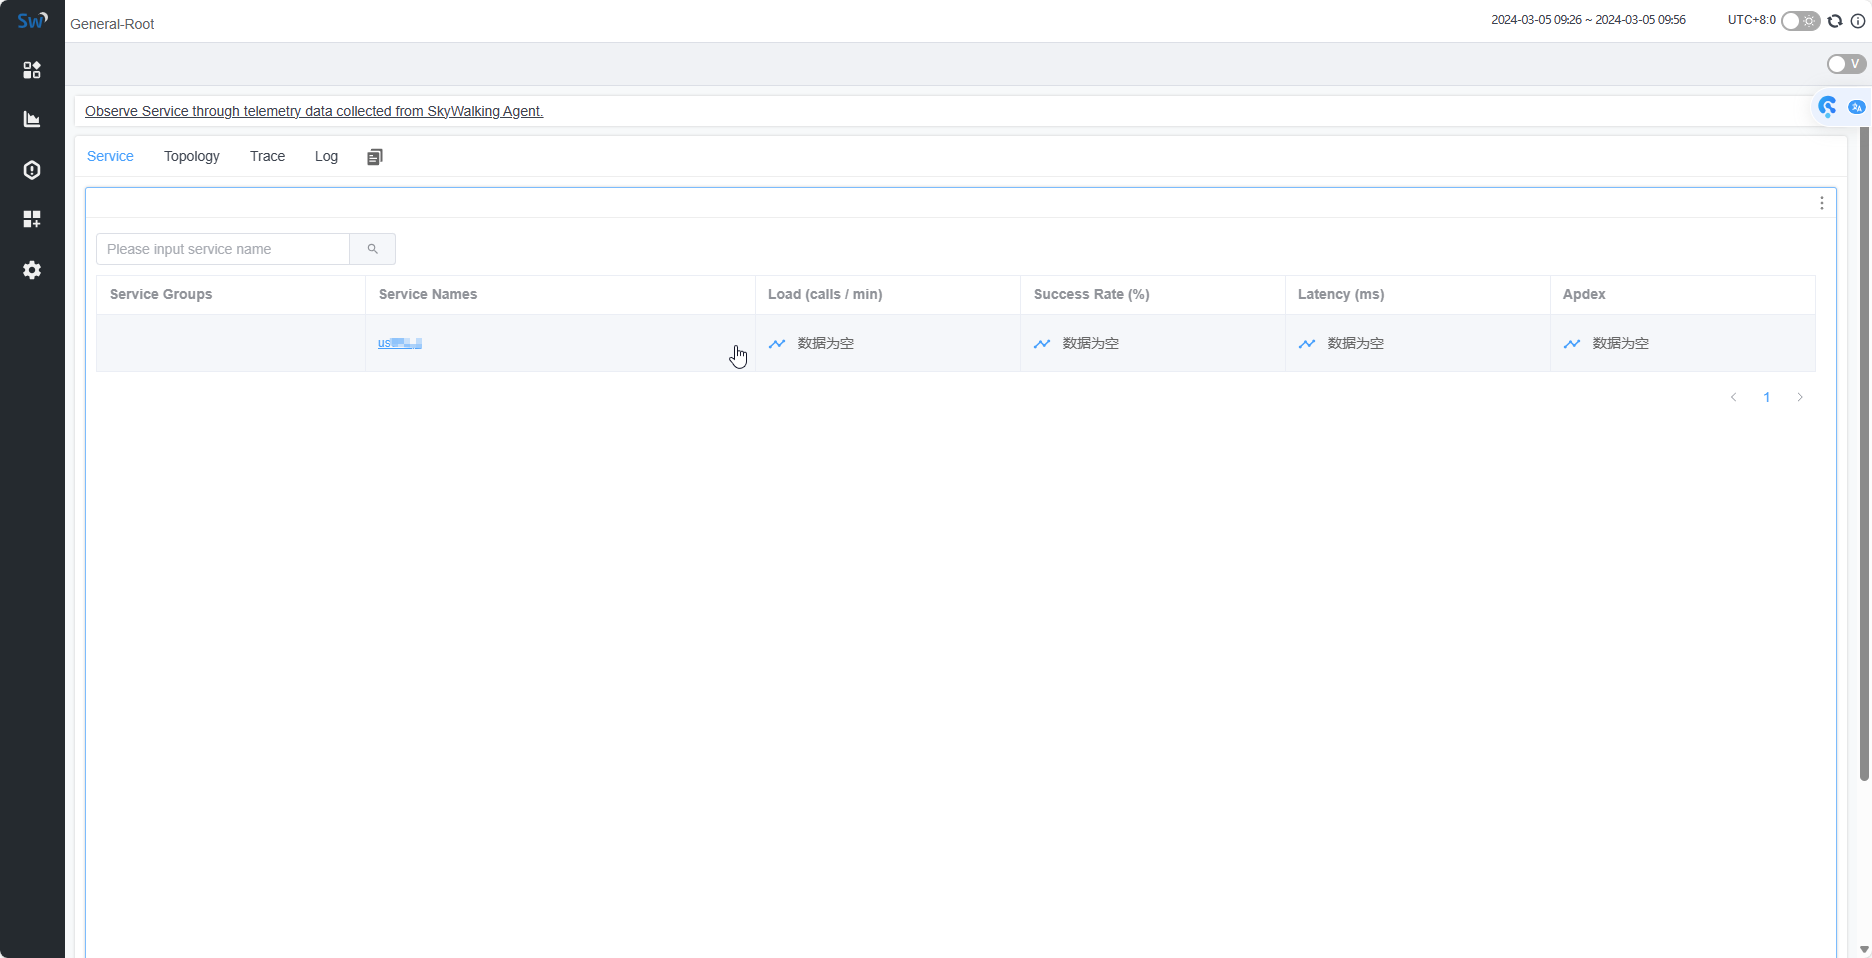 Sw
General-Root
2024-03-05 09:26 ~ 2024-03-05 09:56
UTC+8:0
V
Observe Service through telemetry data collected from SkyWalking Agent.
Service
Topology
Trace
Log
Please input service name
Service Groups
Service Names
Load (calls / min)
Success Rate (%)
Latency (ms)
Apdex
数据为空
数据为空
数据为空
数据为空
1